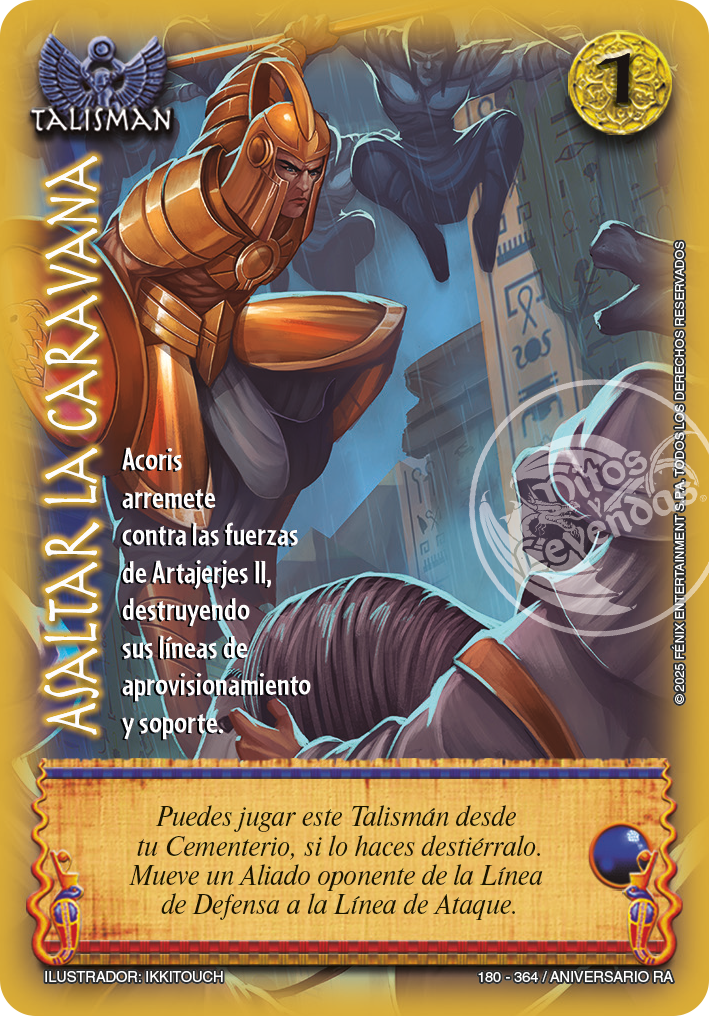 TALISMAN
1
ASALTAR LA CARAVANA
Acoris
arremete
contra las fuerzas
de Artajerjes II,
destruyendo
sus líneas de
aprovisionamiento
y soporte.
Mitos
y
Leyendas®
© 2025 FÉNIX ENTERTAINMENT S.P.A. TODOS LOS DERECHOS RESERVADOS
Puedes jugar este Talismán desde
tu Cementerio, si lo haces destiérralo.
Mueve un Aliado oponente de la Línea
de Defensa a la Línea de Ataque.
ILUSTRADOR: IKKITOUCH
180 - 364 / ANIVERSARIO RA